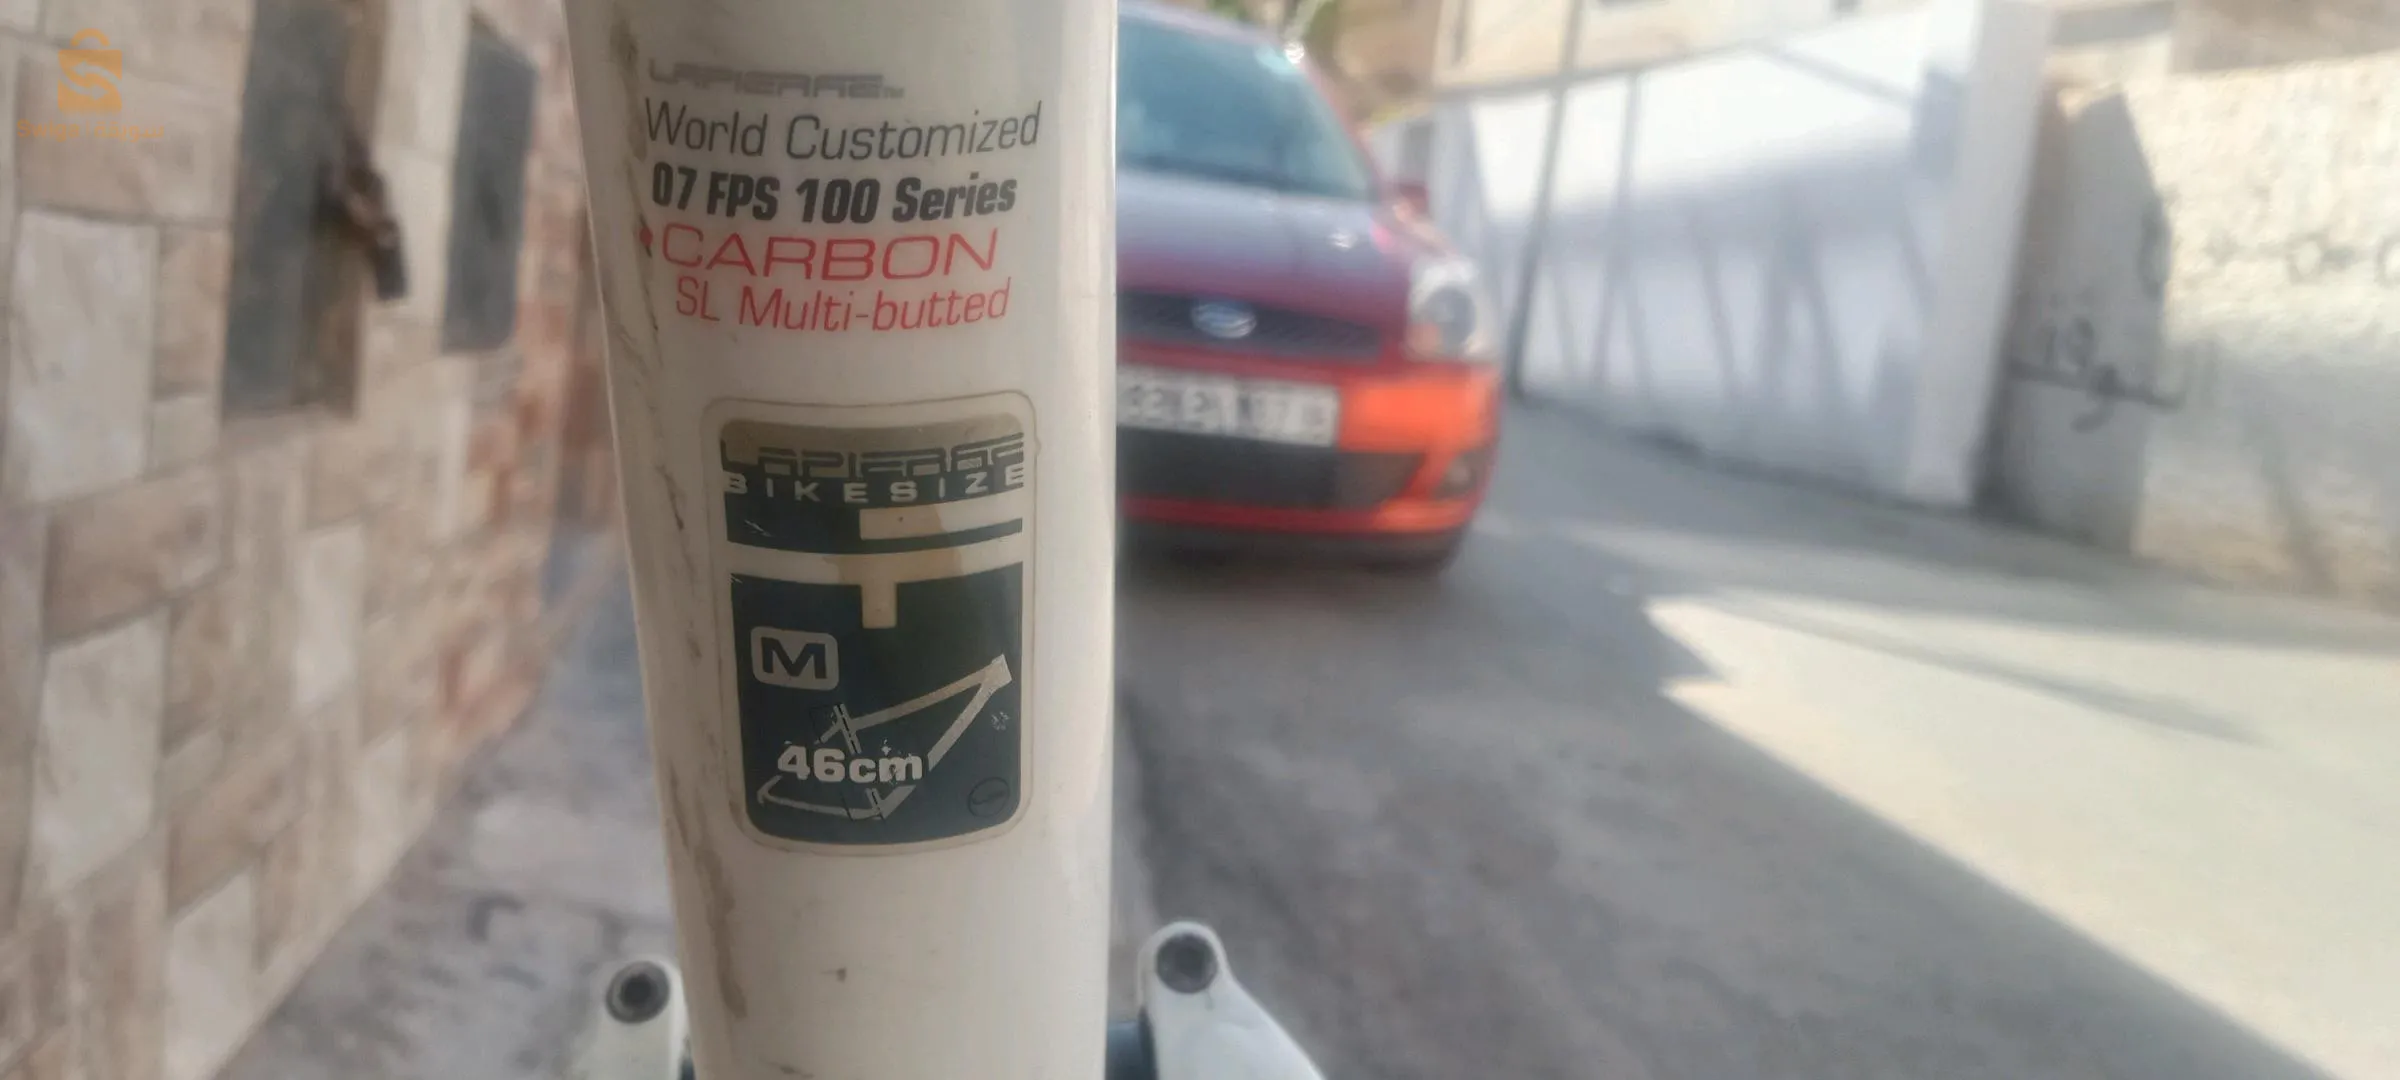 LAPIERRE
World Customized
07 FPS 100 Series
CARBON
SL Multi-butted
LAPIERRE
BIKESIZE
M
46cm